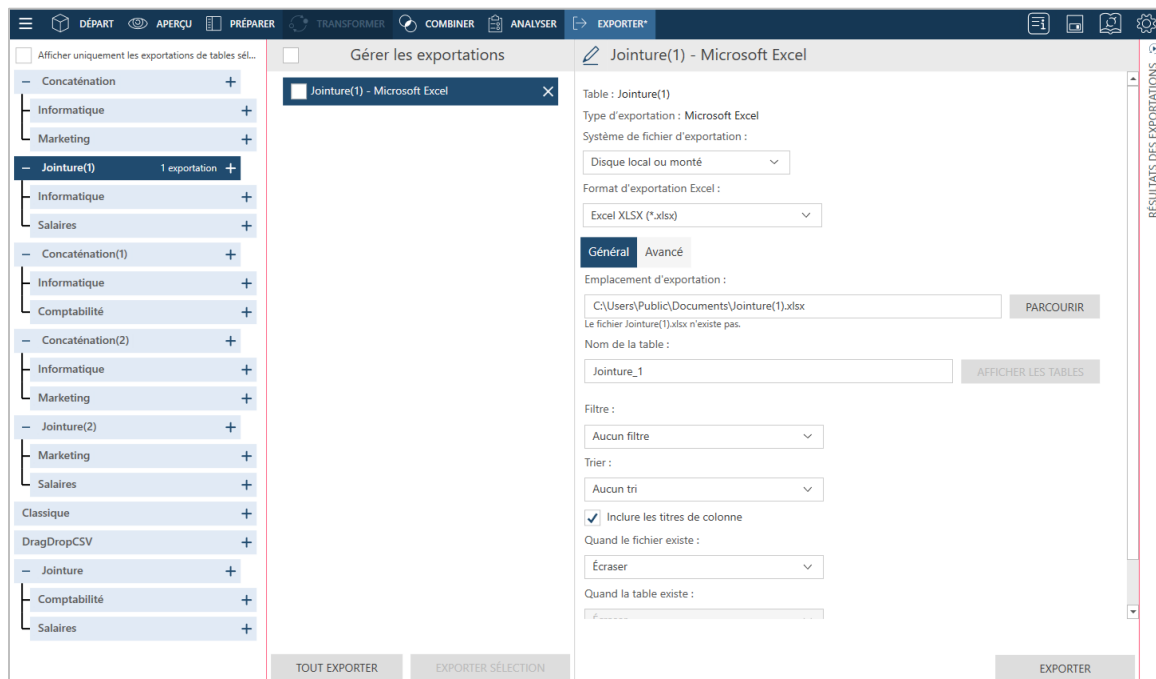 DÉPART APERÇU PRÉPARER TRANSFORMER COMBINER ANALYSER EXPORTER*
Afficher uniquement les exportations de tables sél...
Concaténation
Informatique
Marketing
Jointure(1) 1 exportation
Informatique
Salaires
Concaténation(1)
Informatique
Comptabilité
Concaténation(2)
Informatique
Marketing
Jointure(2)
Marketing
Salaires
Classique
DragDropCSV
Jointure
Comptabilité
Salaires
Gérer les exportations
Jointure(1) - Microsoft Excel
TOUT EXPORTER EXPORTER SÉLECTION
Jointure(1) - Microsoft Excel
Table : Jointure(1)
Type d'exportation : Microsoft Excel
Système de fichier d'exportation :
Disque local ou monté
Format d'exportation Excel :
Excel XLSX (*.xlsx)
Général Avancé
Emplacement d'exportation :
C:\Users\Public\Documents\Jointure(1).xlsx PARCOURIR
Le fichier Jointure(1).xlsx n'existe pas.
Nom de la table :
Jointure_1 AFFICHER LES TABLES
Filtre :
Aucun filtre
Trier :
Aucun tri
Inclure les titres de colonne
Quand le fichier existe :
Écraser
Quand la table existe :
EXPORTER
RÉSULTATS DES EXPORTATIONS